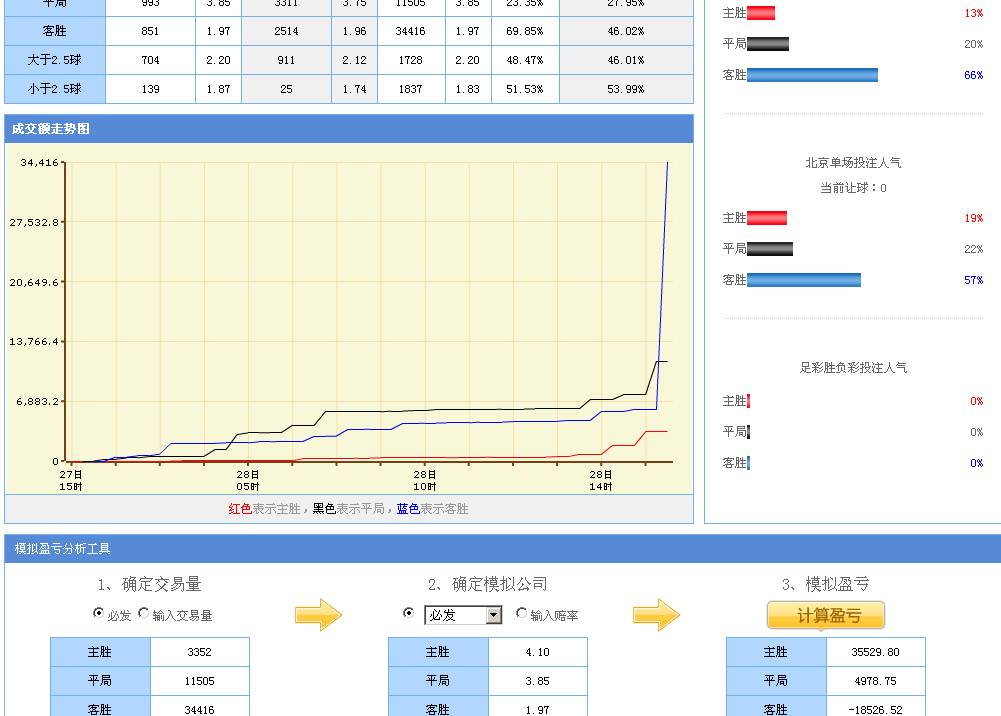 平局 993 3.85 3311 3.75 11505 3.85 23.35% 27.95%
客胜 851 1.97 2514 1.96 34416 1.97 69.85% 46.02%
大于2.5球 704 2.20 911 2.12 1728 2.20 48.47% 46.01%
小于2.5球 139 1.87 25 1.74 1837 1.83 51.53% 53.99%
成交额走势图
34,416
27,532.8
20,649.6
13,766.4
6,883.2
0
27日 28日 28日 28日
15时 05时 10时 14时
红色表示主胜，黑色表示平局，蓝色表示客胜
主胜 13%
平局 20%
客胜 66%
北京单场投注人气
当前让球：0
主胜 19%
平局 22%
客胜 57%
足彩胜负彩投注人气
主胜 0%
平局 0%
客胜 0%
模拟盈亏分析工具
1、确定交易量 2、确定模拟公司 3、模拟盈亏
必发 输入交易量 必发 输入赔率 计算盈亏
主胜 3352 主胜 4.10 主胜 35529.80
平局 11505 平局 3.85 平局 4978.75
客胜 34416 客胜 1.97 客胜 -18526.52